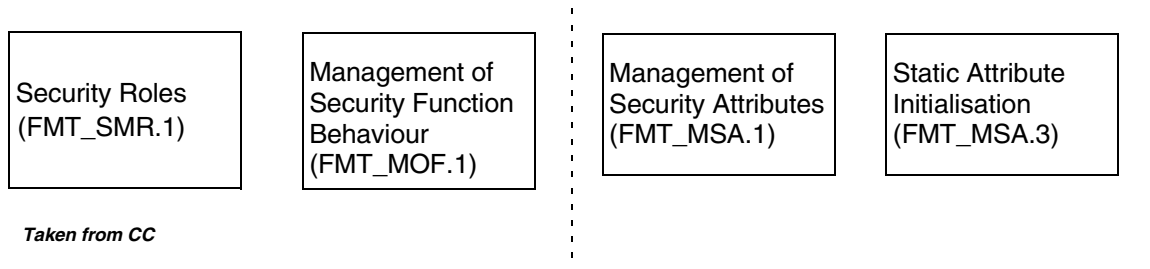 Security Roles
(FMT_SMR.1)
Management of
Security Function
Behaviour
(FMT_MOF.1)
Management of
Security Attributes
(FMT_MSA.1)
Static Attribute
Initialisation
(FMT_MSA.3)
Taken from CC